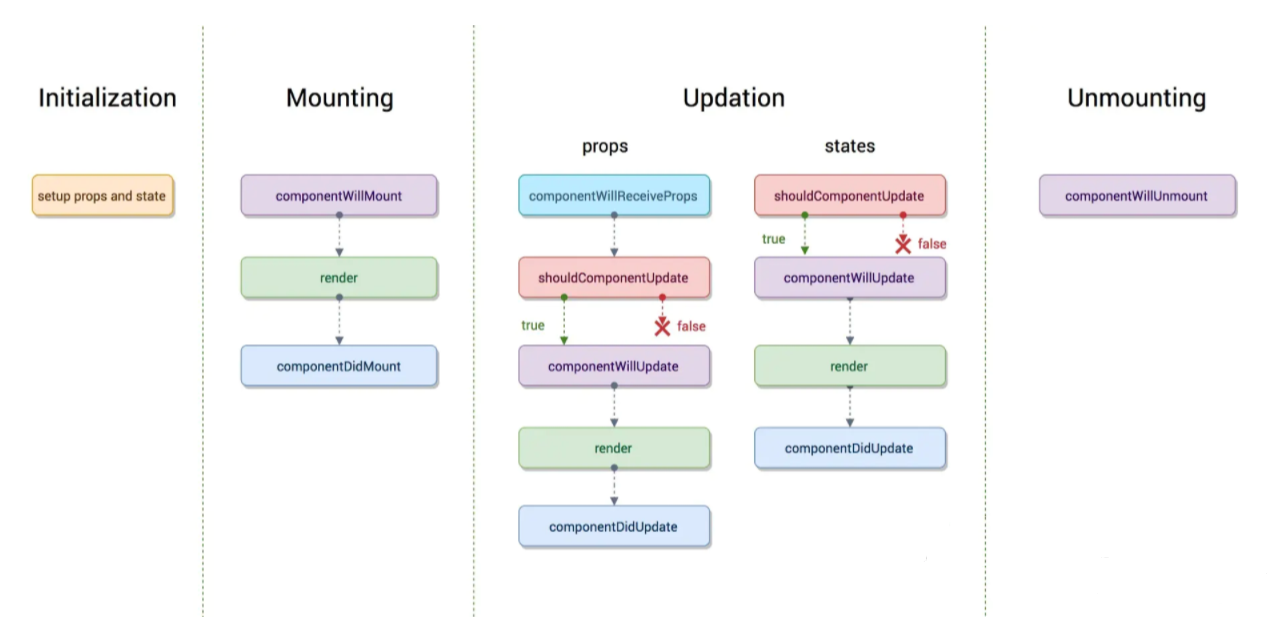 Initialization
Mounting
Updation
Unmounting
props
states
setup props and state
componentWillMount
componentWillReceiveProps
shouldComponentUpdate
componentWillUnmount
true
false
render
shouldComponentUpdate
componentWillUpdate
true
false
componentDidMount
componentWillUpdate
render
render
componentDidUpdate
componentDidUpdate